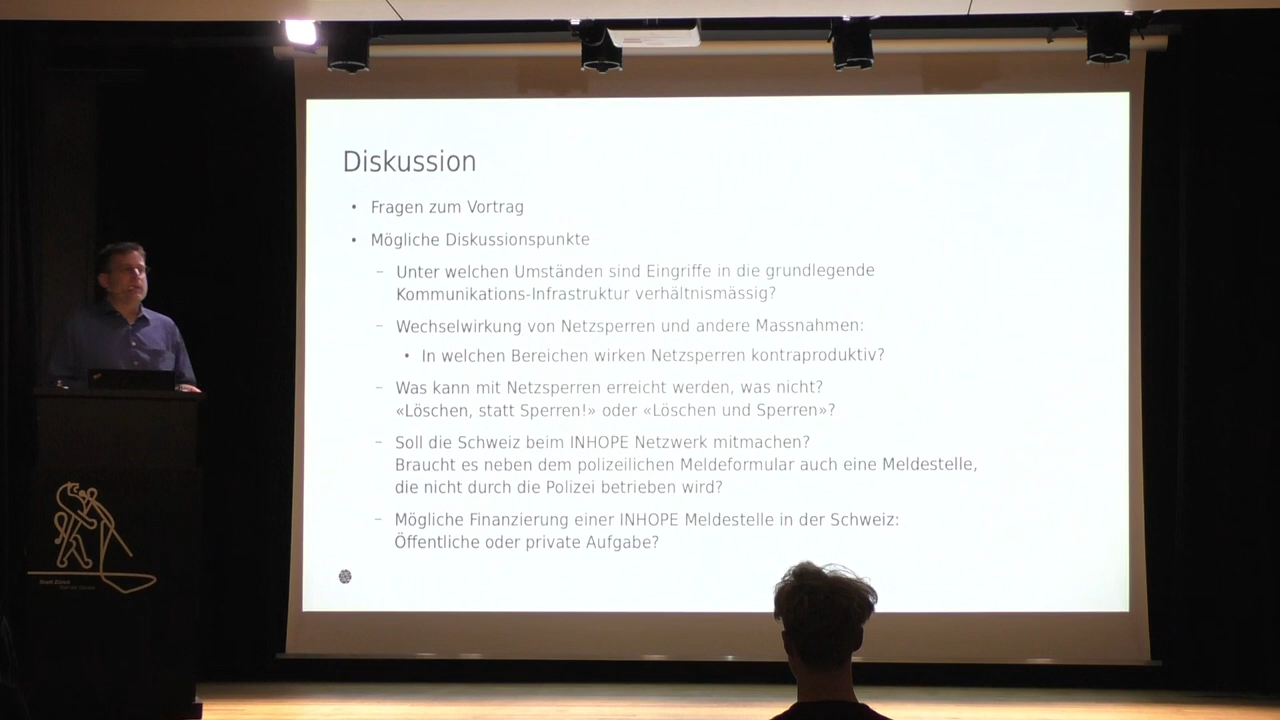 Diskussion
• Fragen zum Vortrag
• Mögliche Diskussionspunkte
– Unter welchen Umständen sind Eingriffe in die grundlegende
Kommunikations-Infrastruktur verhältnismässig?
– Wechselwirkung von Netzsperren und andere Massnahmen:
• In welchen Bereichen wirken Netzsperren kontraproduktiv?
– Was kann mit Netzsperren erreicht werden, was nicht?
«Löschen, statt Sperren!» oder «Löschen und Sperren»?
– Soll die Schweiz beim INHOPE Netzwerk mitmachen?
Braucht es neben dem polizeilichen Meldeformular auch eine Meldestelle,
die nicht durch die Polizei betrieben wird?
– Mögliche Finanzierung einer INHOPE Meldestelle in der Schweiz:
Öffentliche oder private Aufgabe?
Stadt Zürich